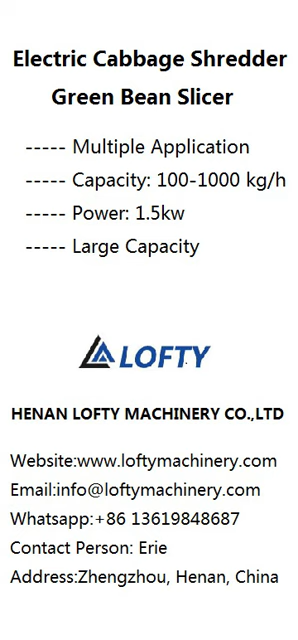 Electric Cabbage Shredder
Green Bean Slicer
----- Multiple Application
----- Capacity: 100-1000 kg/h
----- Power: 1.5kw
----- Large Capacity
LOFTY
HENAN LOFTY MACHINERY CO.,LTD
Website:www.loftymachinery.com
Email:info@loftymachinery.com
Whatsapp:+86 13619848687
Contact Person: Erie
Address:Zhengzhou, Henan, China